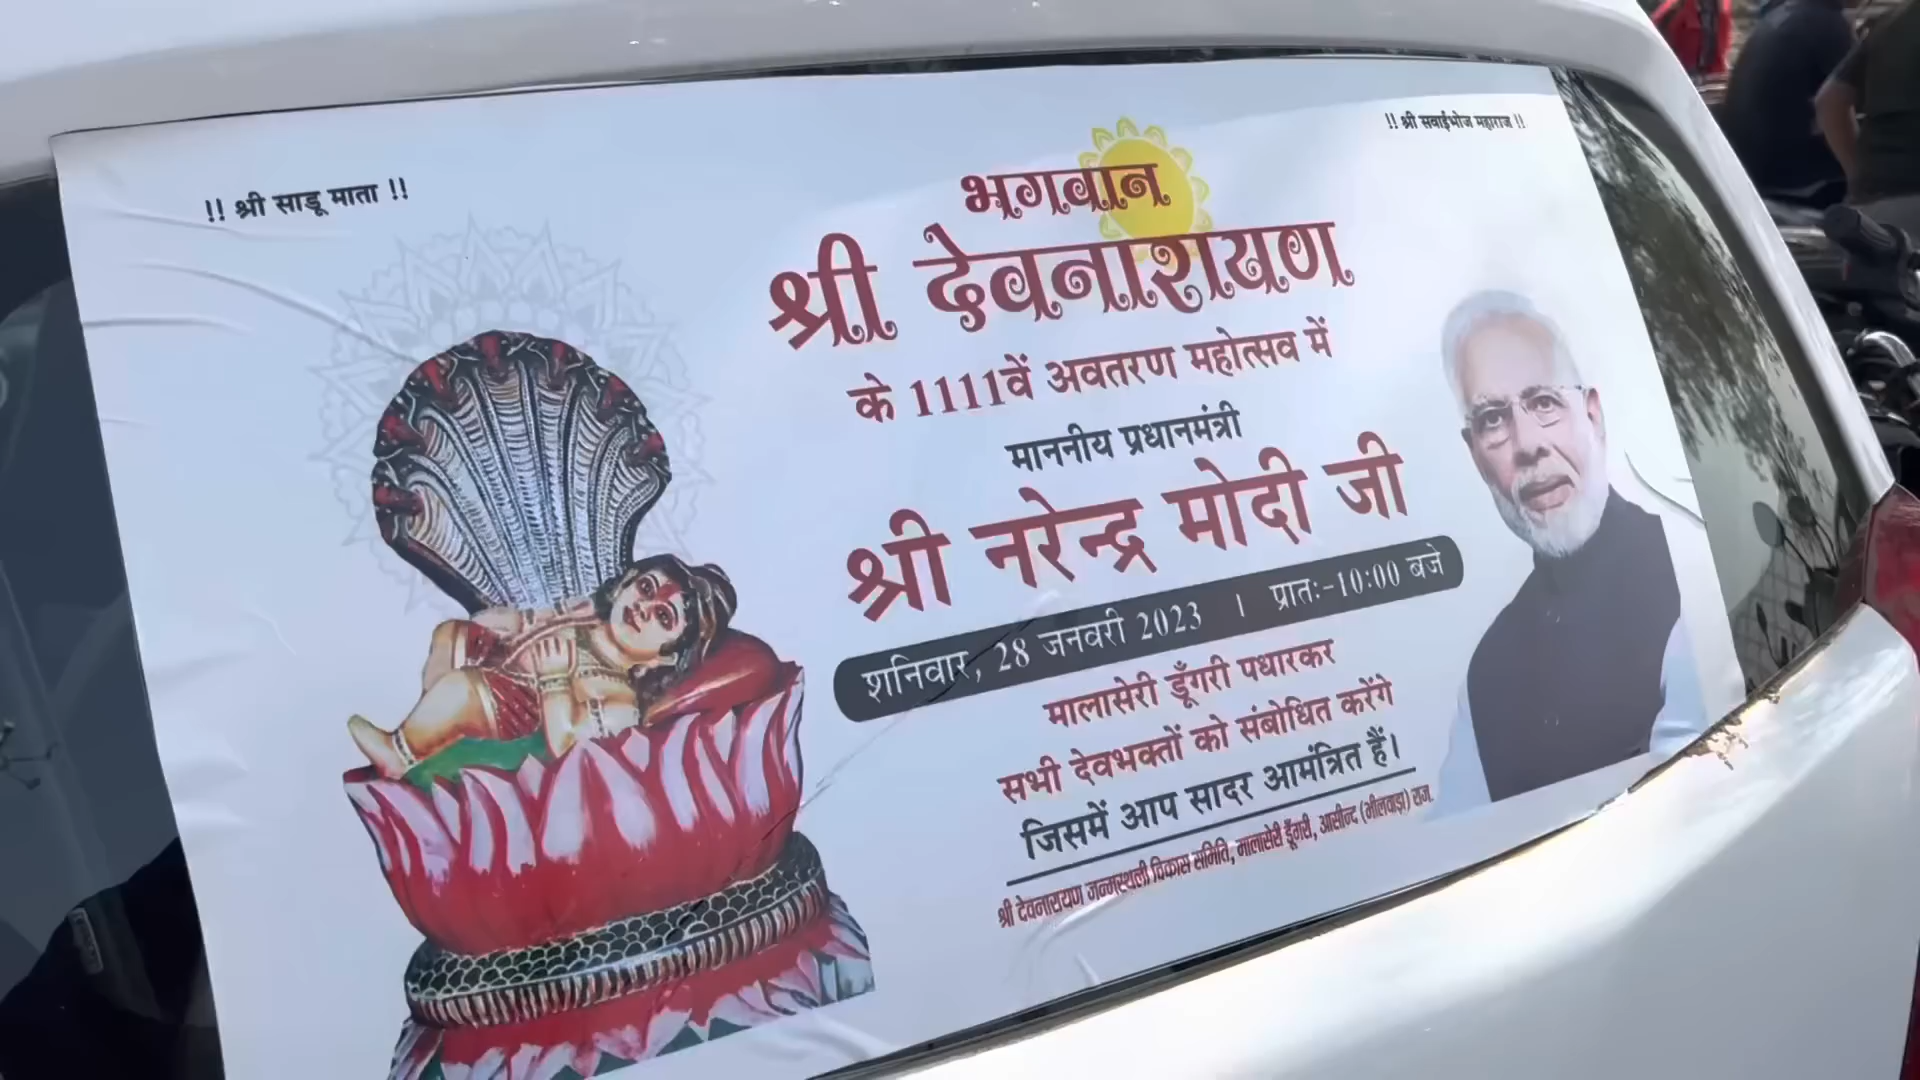 !! श्री साडू माता !!
!! श्री सवाईभोज महाराज !!
भगवान
श्री देवनारायण
के 1111वें अवतरण महोत्सव में
माननीय प्रधानमंत्री
श्री नरेन्द्र मोदी जी
शनिवार, 28 जनवरी 2023 । प्रातः-10:00 बजे
मालासेरी डूँगरी पधारकर
सभी देवभक्तों को संबोधित करेंगे
जिसमें आप सादर आमंत्रित हैं।
श्री देवनारायण जन्मस्थली विकास समिति, मालासेरी डूँगरी, आसीन्द (भीलवाड़ा) राज.